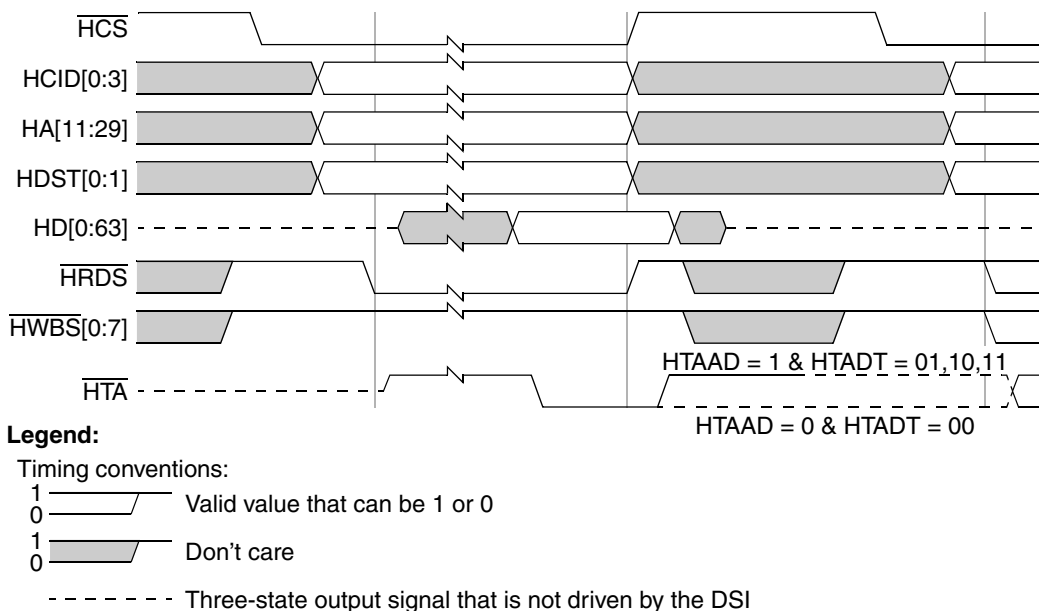 HCS
HCID[0:3]
HA[11:29]
HDST[0:1]
HD[0:63]
HRDS
HWBS[0:7]
HTAAD = 1 & HTADT = 01,10,11
HTA
HTAAD = 0 & HTADT = 00
Legend:
Timing conventions:
1
0
Valid value that can be 1 or 0
1
0
Don't care
Three-state output signal that is not driven by the DSI